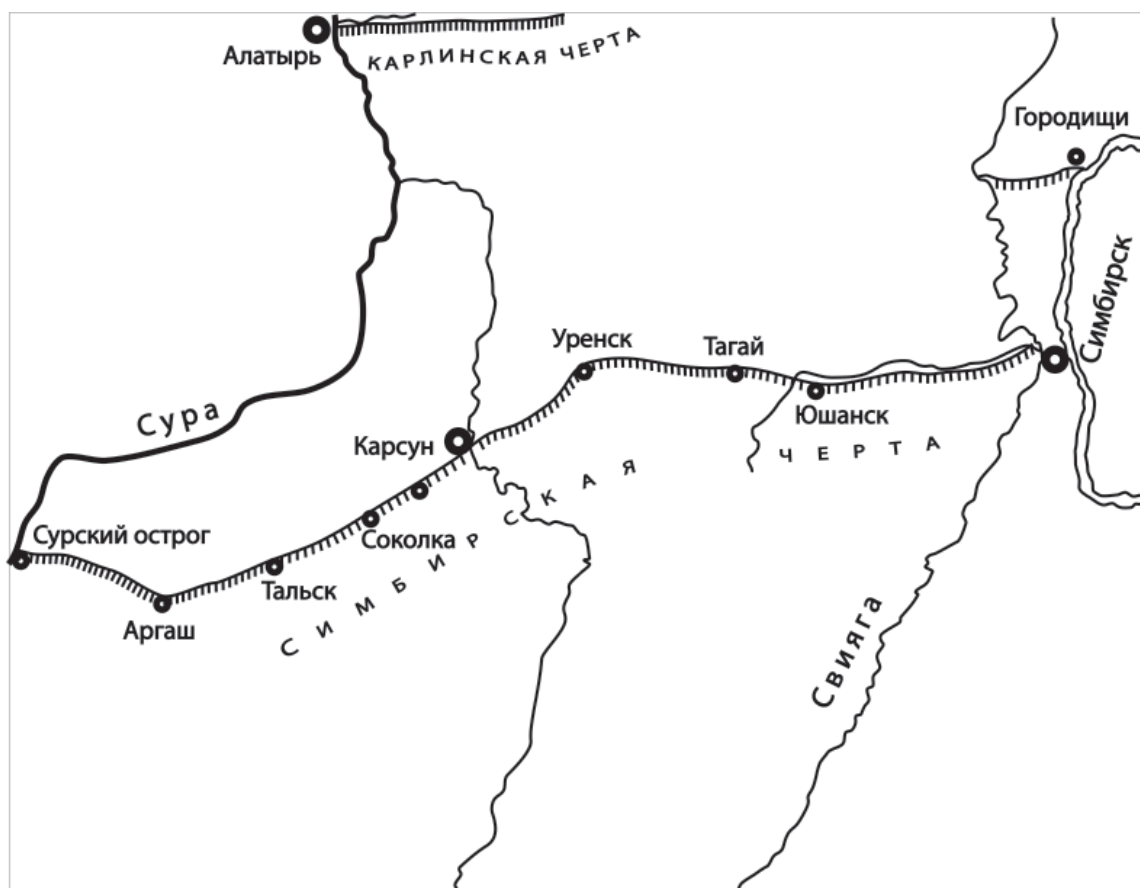 Алатырь
КАРЛИНСКАЯ ЧЕРТА
Городищи
Симбирск
Уренск
Тагай
Юшанск
Сура
Карсун
СИМБИРСКАЯ ЧЕРТА
Сурский острог
Соколка
Тальск
Аргаш
Свияга